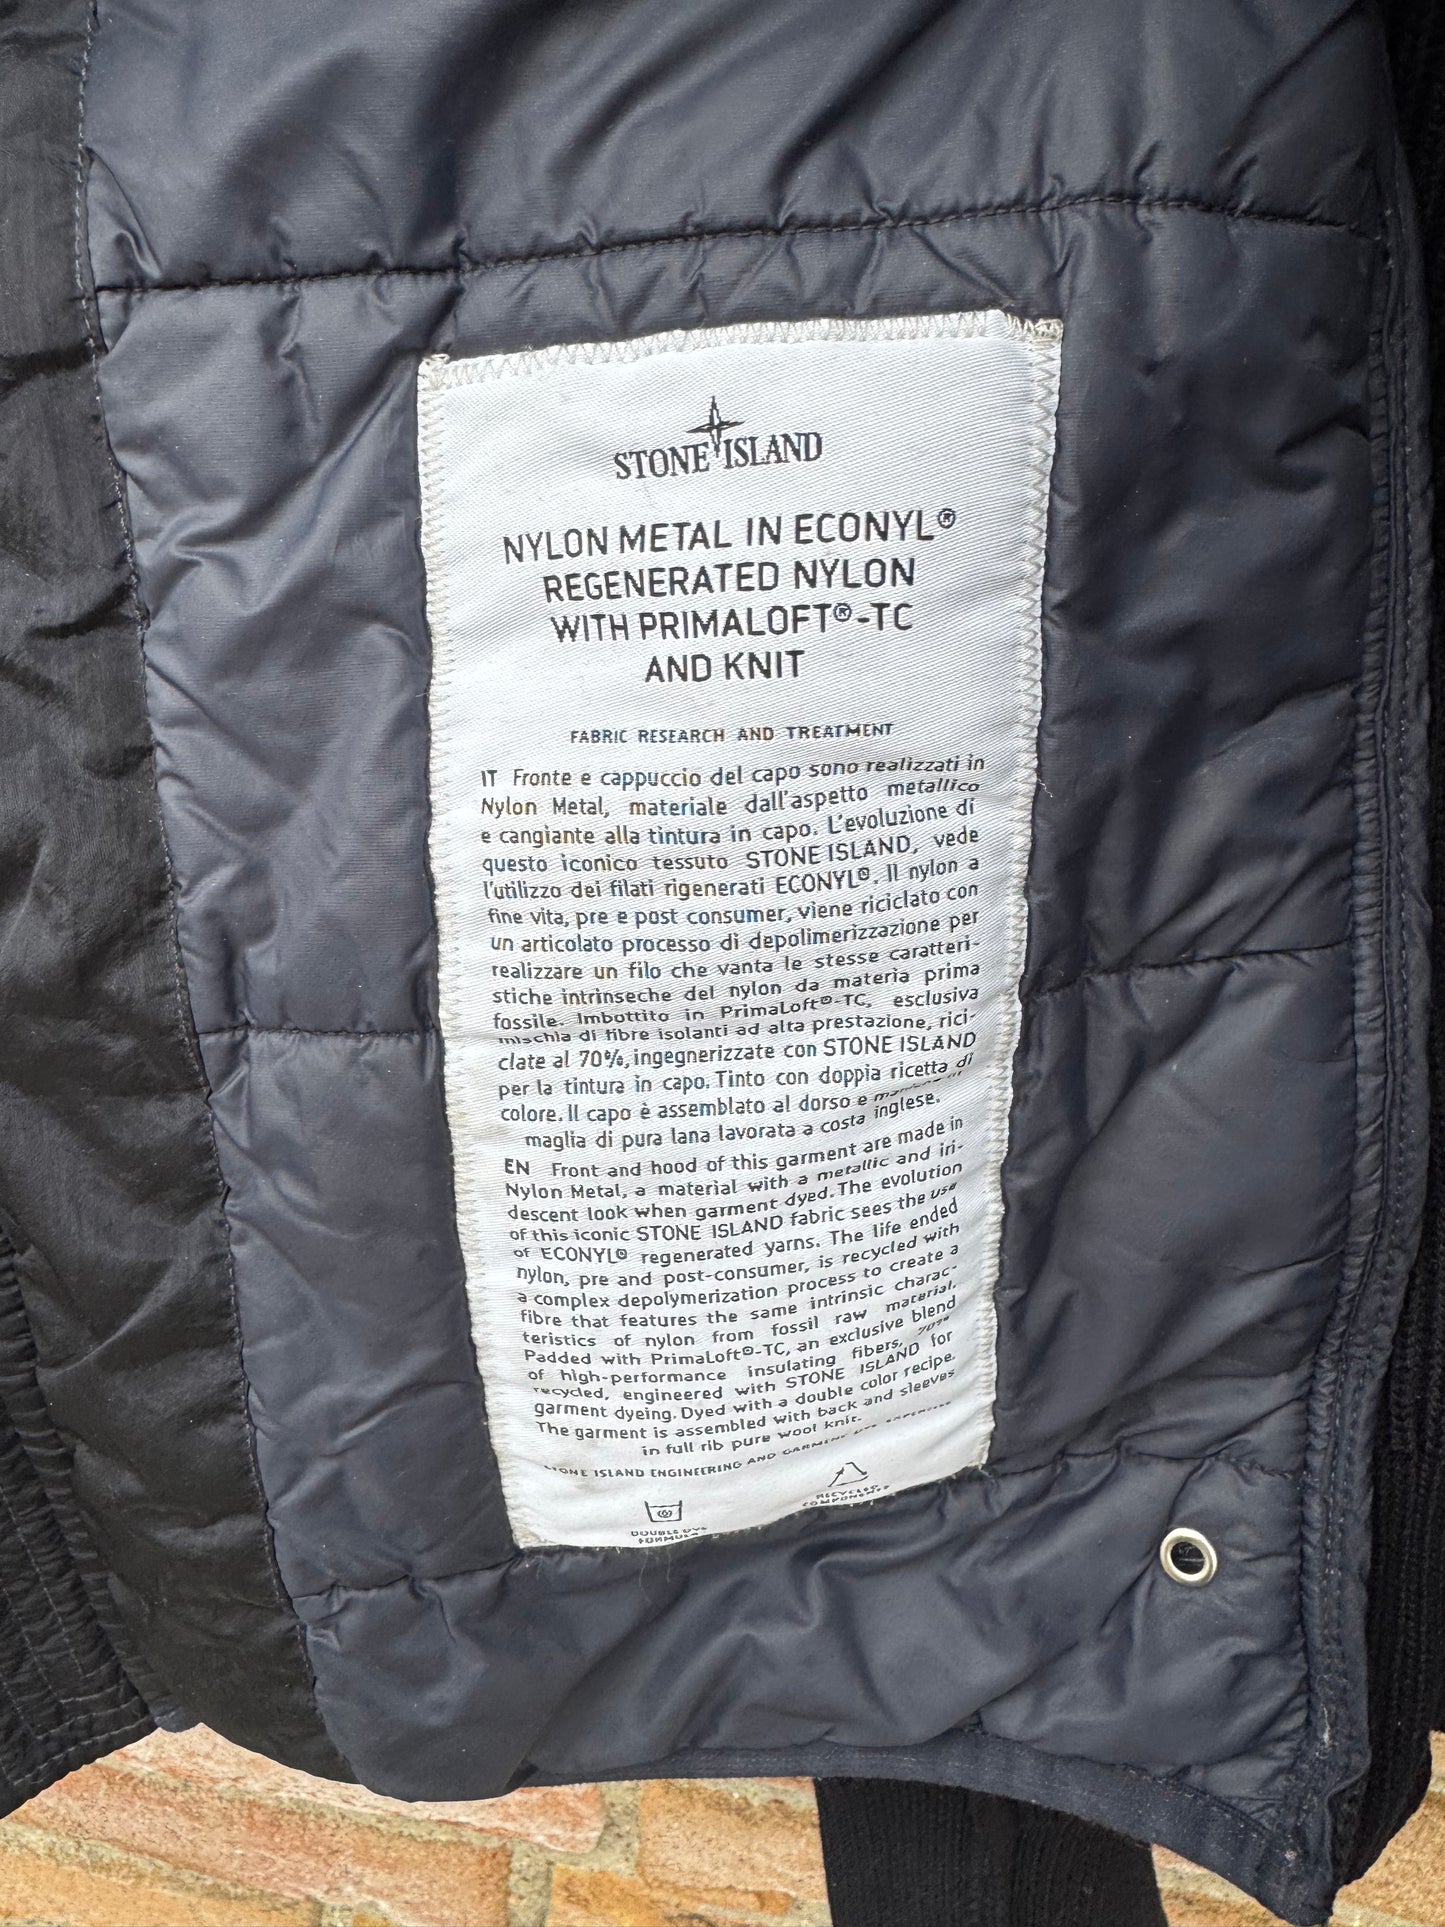 STONE ISLAND
NYLON METAL IN ECONYL®
REGENERATED NYLON
WITH PRIMALOFT®-TC
AND KNIT
FABRIC RESEARCH AND TREATMENT
IT Fronte e cappuccio del capo sono realizzati in
Nylon Metal, materiale dall'aspetto metallico
e cangiante alla tintura in capo. L'evoluzione di
questo iconico tessuto STONE ISLAND, vede
l'utilizzo dei filati rigenerati ECONYL®. Il nylon a
fine vita, pre e post consumer, viene riciclato con
un articolato processo di depolimerizzazione per
realizzare un filo che vanta le stesse caratteri-
stiche intrinseche del nylon da materia prima
fossile. Imbottito in PrimaLoft®-TC, esclusiva
mischia di fibre isolanti ad alta prestazione, rici-
clate al 70%, ingegnerizzate con STONE ISLAND
per la tintura in capo. Tinto con doppia ricetta di
colore. Il capo è assemblato al dorso e
maglia di pura lana lavorata a costa inglese.
EN Front and hood of this garment are made in
Nylon Metal, a material with a metallic and iri-
descent look when garment dyed. The evolution
of this iconic STONE ISLAND fabric sees the use
of ECONYL® regenerated yarns. The life ended
nylon, pre and post-consumer, is recycled with
a complex depolymerization process to create a
fibre that features the same intrinsic charac-
teristics of nylon from fossil raw material.
Padded with PrimaLoft®-TC, an exclusive blend
of high-performance insulating fibers, 70%
recycled, engineered with STONE ISLAND for
garment dyeing. Dyed with a double color recipe.
The garment is assembled with back and sleeves
in full rib pure wool knit.
STONE ISLAND ENGINEERING AND GARMENT DYE EXPERTISE
RECYCLED
COMPONENTS
DOUBLE DYE
FORMULA